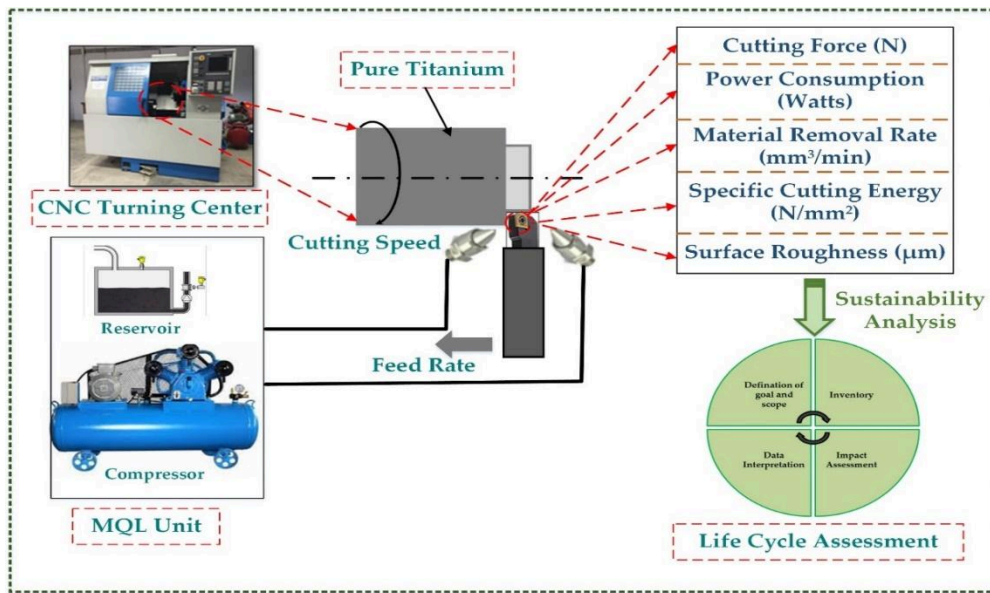 Pure Titanium
CNC Turning Center
Cutting Speed
Feed Rate
Reservoir
Compressor
MQL Unit
Cutting Force (N)
Power Consumption
(Watts)
Material Removal Rate
(mm³/min)
Specific Cutting Energy
(N/mm²)
Surface Roughness (µm)
Sustainability
Analysis
Defination of
goal and
scope
Inventory
Data
Interpretation
Impact
Assessment
Life Cycle Assessment